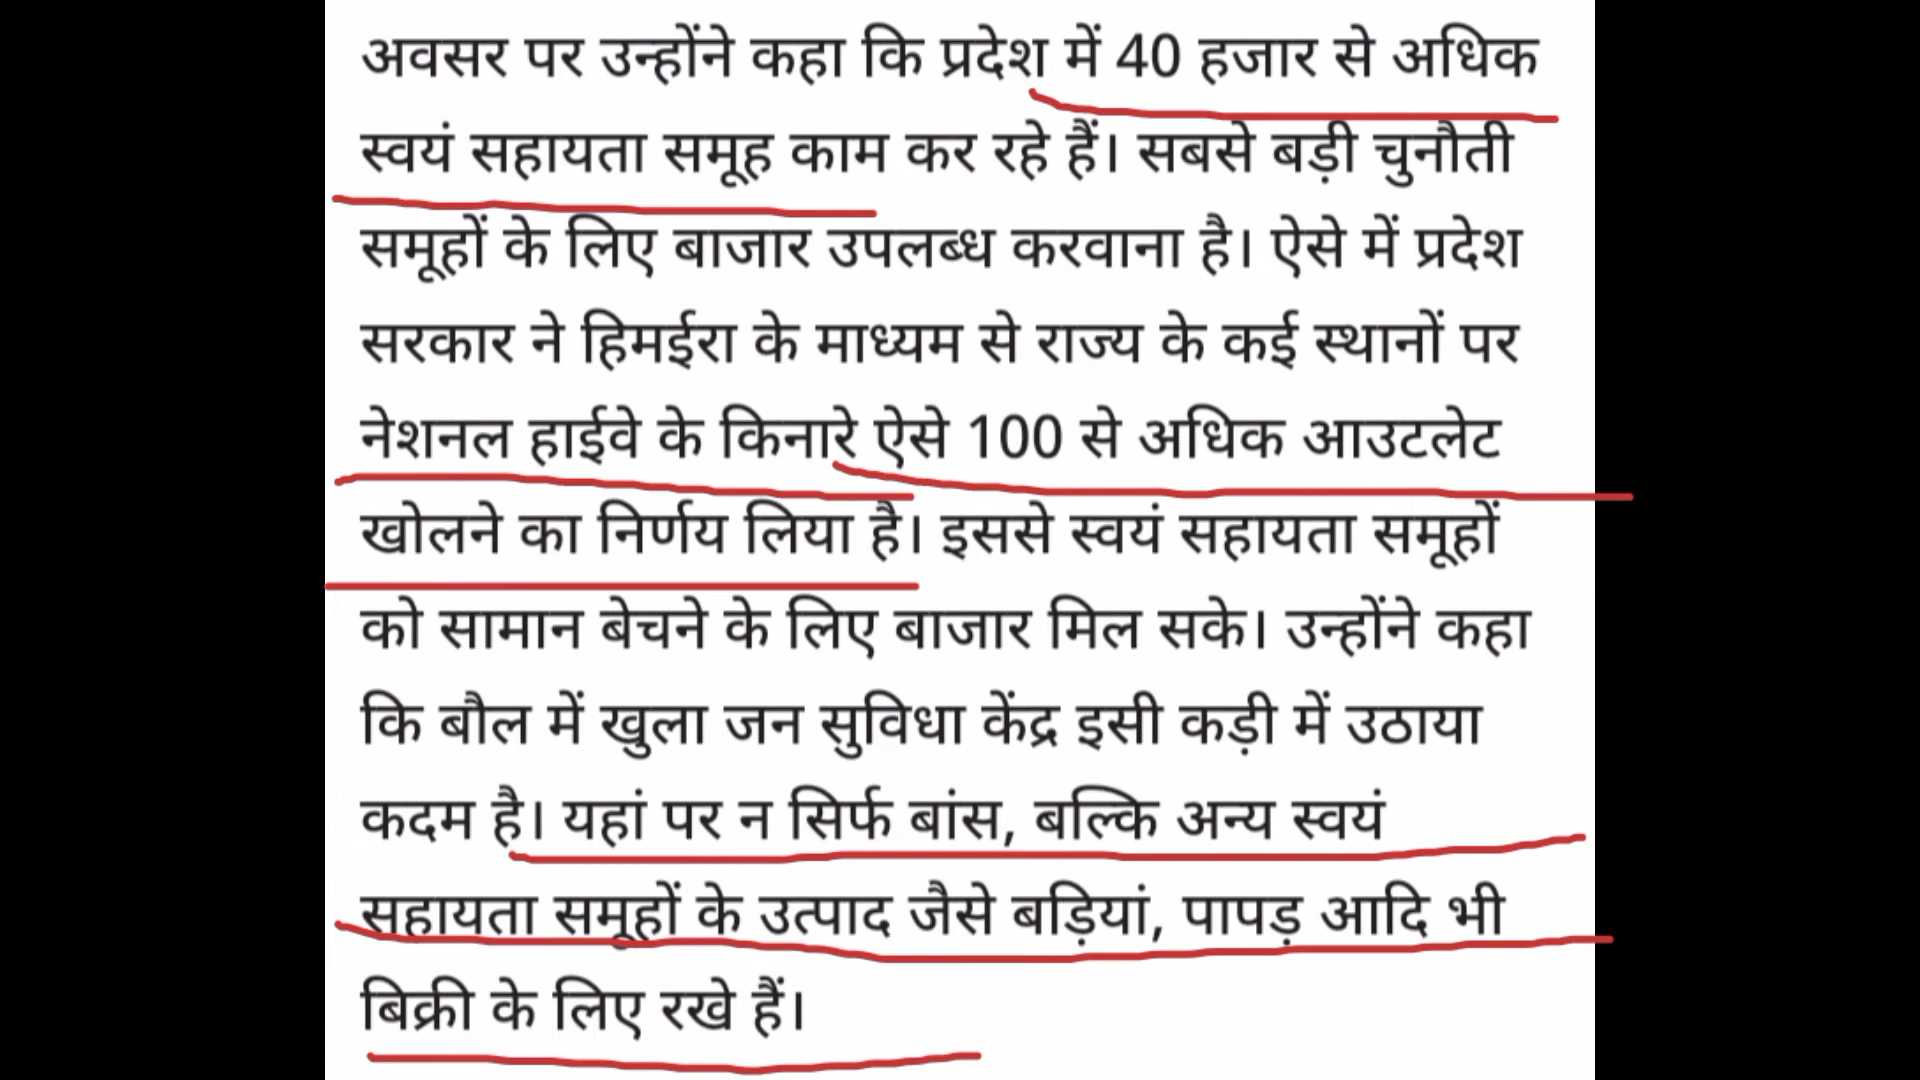 अवसर पर उन्होंने कहा कि प्रदेश में 40 हजार से अधिक
स्वयं सहायता समूह काम कर रहे हैं। सबसे बड़ी चुनौती
समूहों के लिए बाजार उपलब्ध करवाना है। ऐसे में प्रदेश
सरकार ने हिमईरा के माध्यम से राज्य के कई स्थानों पर
नेशनल हाईवे के किनारे ऐसे 100 से अधिक आउटलेट
खोलने का निर्णय लिया है। इससे स्वयं सहायता समूहों
को सामान बेचने के लिए बाजार मिल सके। उन्होंने कहा
कि बौल में खुला जन सुविधा केंद्र इसी कड़ी में उठाया
कदम है। यहां पर न सिर्फ बांस, बल्कि अन्य स्वयं
सहायता समूहों के उत्पाद जैसे बड़ियां, पापड़ आदि भी
बिक्री के लिए रखे हैं।